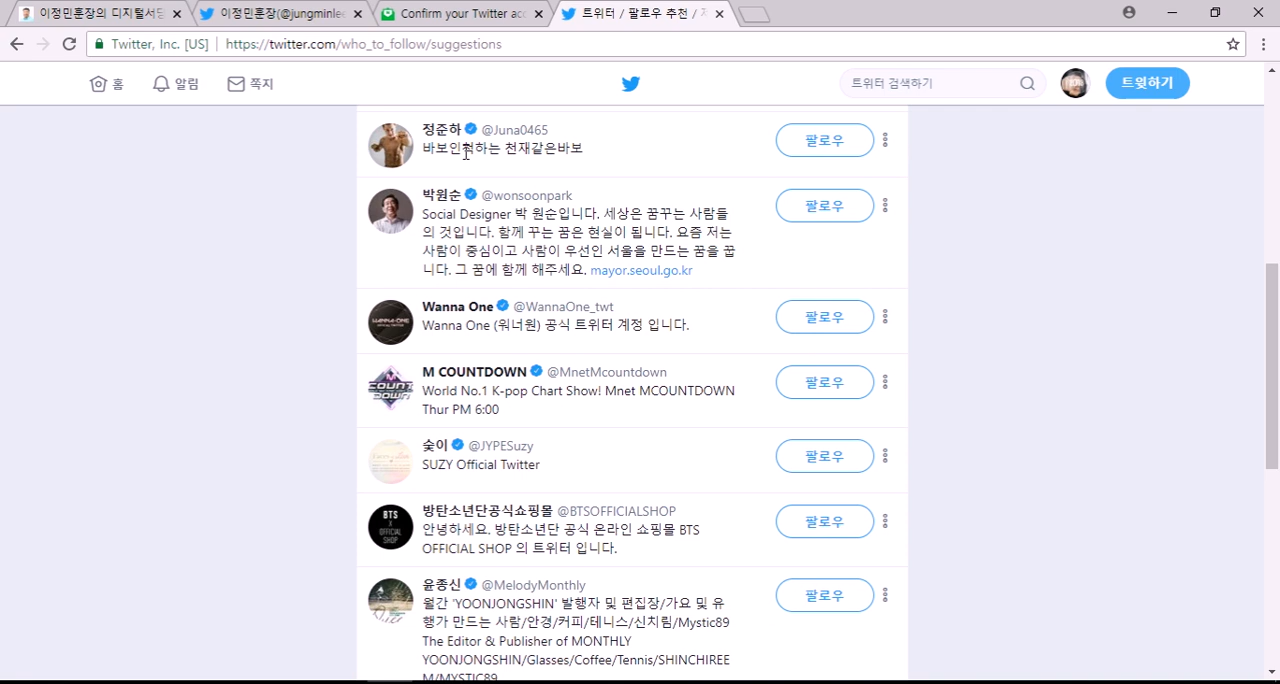 이정민훈장의 디지털서당
이정민훈장(@jungminlee
Confirm your Twitter acc
트위터 / 팔로우 추천 /
Twitter, Inc. [US] | https://twitter.com/who_to_follow/suggestions
홈 알림 쪽지 트위터 검색하기 트윗하기
정준하 @Juna0465 팔로우
바보인척하는 천재같은바보
박원순 @wonsoonpark 팔로우
Social Designer 박 원순입니다. 세상은 꿈꾸는 사람들
의 것입니다. 함께 꾸는 꿈은 현실이 됩니다. 요즘 저는
사람이 중심이고 사람이 우선인 서울을 만드는 꿈을 꿉
니다. 그 꿈에 함께 해주세요. mayor.seoul.go.kr
Wanna One @WannaOne_twt 팔로우
Wanna One (워너원) 공식 트위터 계정 입니다.
M COUNTDOWN @MnetMcountdown 팔로우
World No.1 K-pop Chart Show! Mnet MCOUNTDOWN
Thur PM 6:00
숮이 @JYPESuzy 팔로우
SUZY Official Twitter
방탄소년단공식쇼핑몰 @BTSOFFICIALSHOP 팔로우
안녕하세요. 방탄소년단 공식 온라인 쇼핑몰 BTS
OFFICIAL SHOP 의 트위터 입니다.
BTS
X
OFFICIAL
SHOP
윤종신 @MelodyMonthly 팔로우
월간 'YOONJONGSHIN' 발행자 및 편집장/가요 및 유
행가 만드는 사람/안경/커피/테니스/신치림/Mystic89
The Editor & Publisher of MONTHLY
YOONJONGSHIN/Glasses/Coffee/Tennis/SHINCHIREE
M/MYSTIC89